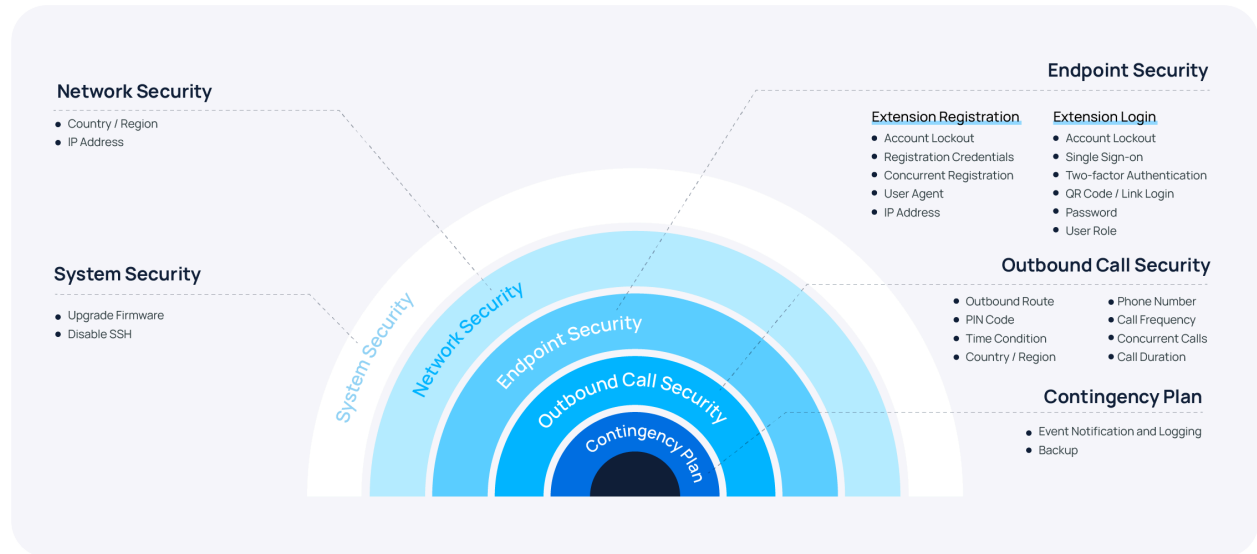 Network Security
Country / Region
IP Address
System Security
Upgrade Firmware
Disable SSH
System Security
Network Security
Endpoint Security
Outbound Call Security
Contingency Plan
Endpoint Security
Extension Registration
Account Lockout
Registration Credentials
Concurrent Registration
User Agent
IP Address
Extension Login
Account Lockout
Single Sign-on
Two-factor Authentication
QR Code / Link Login
Password
User Role
Outbound Call Security
Outbound Route
PIN Code
Time Condition
Country / Region
Phone Number
Call Frequency
Concurrent Calls
Call Duration
Contingency Plan
Event Notification and Logging
Backup